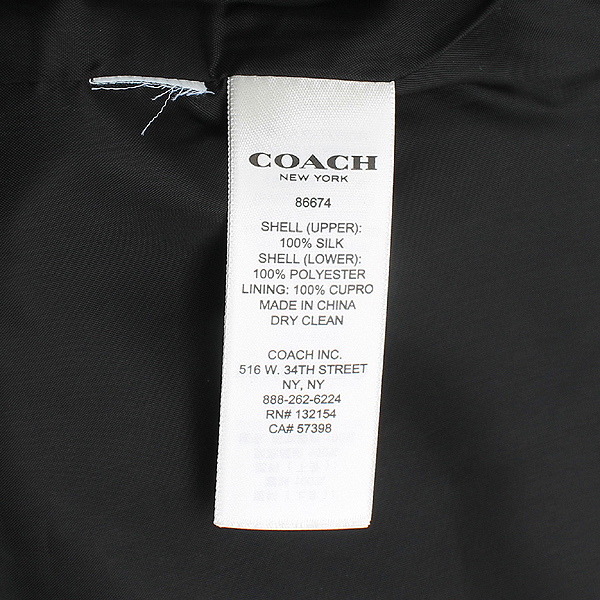 COACH
NEW YORK
86674
SHELL (UPPER):
100% SILK
SHELL (LOWER):
100% POLYESTER
LINING: 100% CUPRO
MADE IN CHINA
DRY CLEAN
COACH INC.
516 W. 34TH STREET
NY, NY
888-262-6224
RN# 132154
CA# 57398